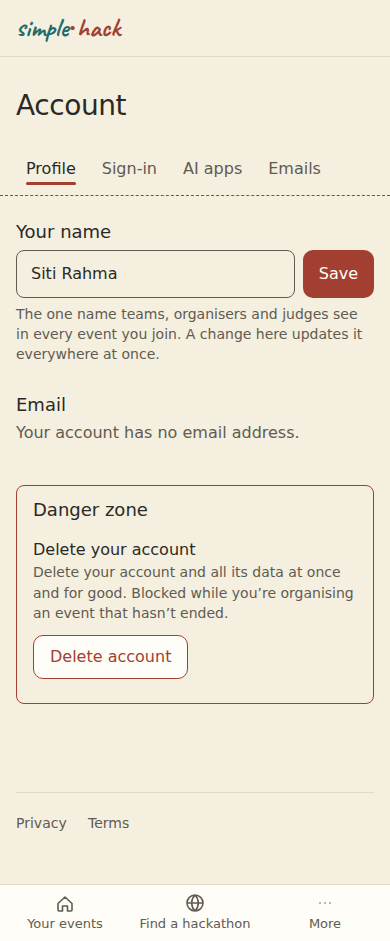 simple·hack
Account
Profile Sign-in AI apps Emails
Your name
Siti Rahma Save
The one name teams, organisers and judges see
in every event you join. A change here updates it
everywhere at once.
Email
Your account has no email address.
Danger zone
Delete your account
Delete your account and all its data at once
and for good. Blocked while you’re organising
an event that hasn’t ended.
Delete account
Privacy Terms
Your events Find a hackathon More